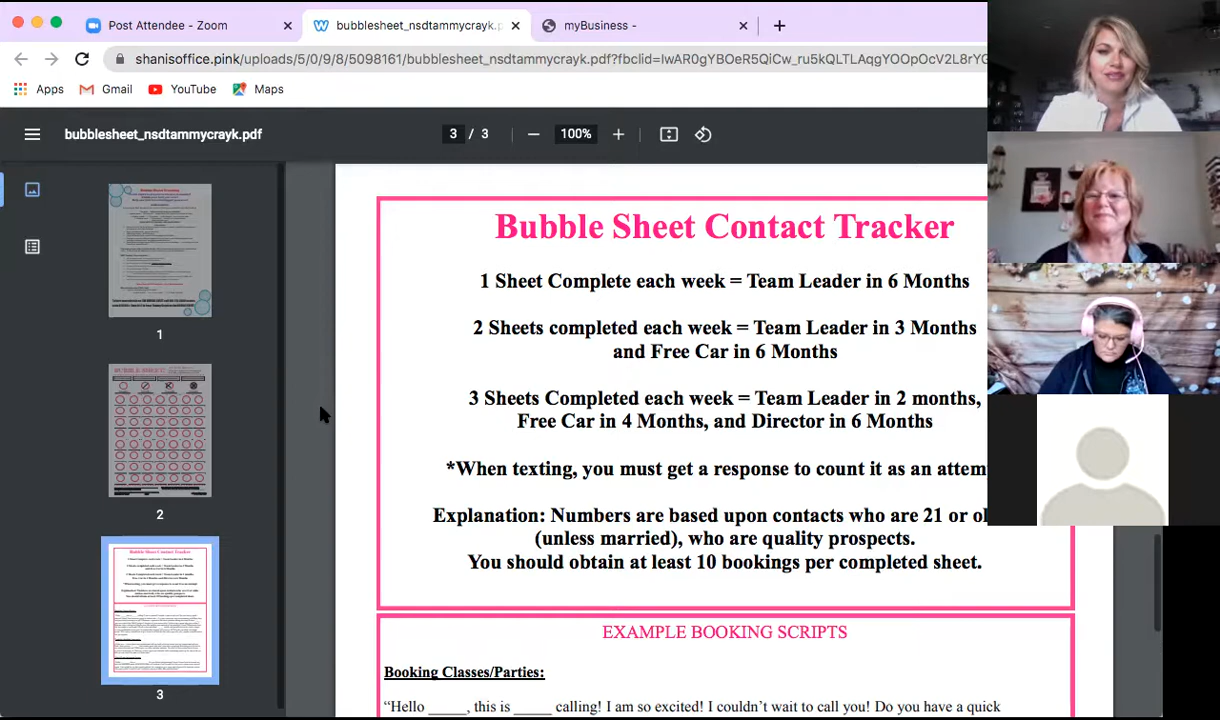 Post Attendee - Zoom
bubblesheet_nsdtammycrayk.p
myBusiness -
shanisoffice.pink/uploads/5/0/9/8/5098161/bubblesheet_nsdtammycrayk.pdf?fbclid=IwAR0gYBOeR5QiCw_ru5kQLTLAqgYOOpOcV2L8rYG
Apps
Gmail
YouTube
Maps
bubblesheet_nsdtammycrayk.pdf
3 / 3
100%
1
2
3
Bubble Sheet Contact Tracker
1 Sheet Complete each week = Team Leader in 6 Months
2 Sheets completed each week = Team Leader in 3 Months
and Free Car in 6 Months
3 Sheets Completed each week = Team Leader in 2 months,
Free Car in 4 Months, and Director in 6 Months
*When texting, you must get a response to count it as an attem
Explanation: Numbers are based upon contacts who are 21 or ol
(unless married), who are quality prospects.
You should obtain at least 10 bookings per completed sheet.
EXAMPLE BOOKING SCRIPTS
Booking Classes/Parties:
“Hello _____, this is _____ calling! I am so excited! I couldn’t wait to call you! Do you have a quick